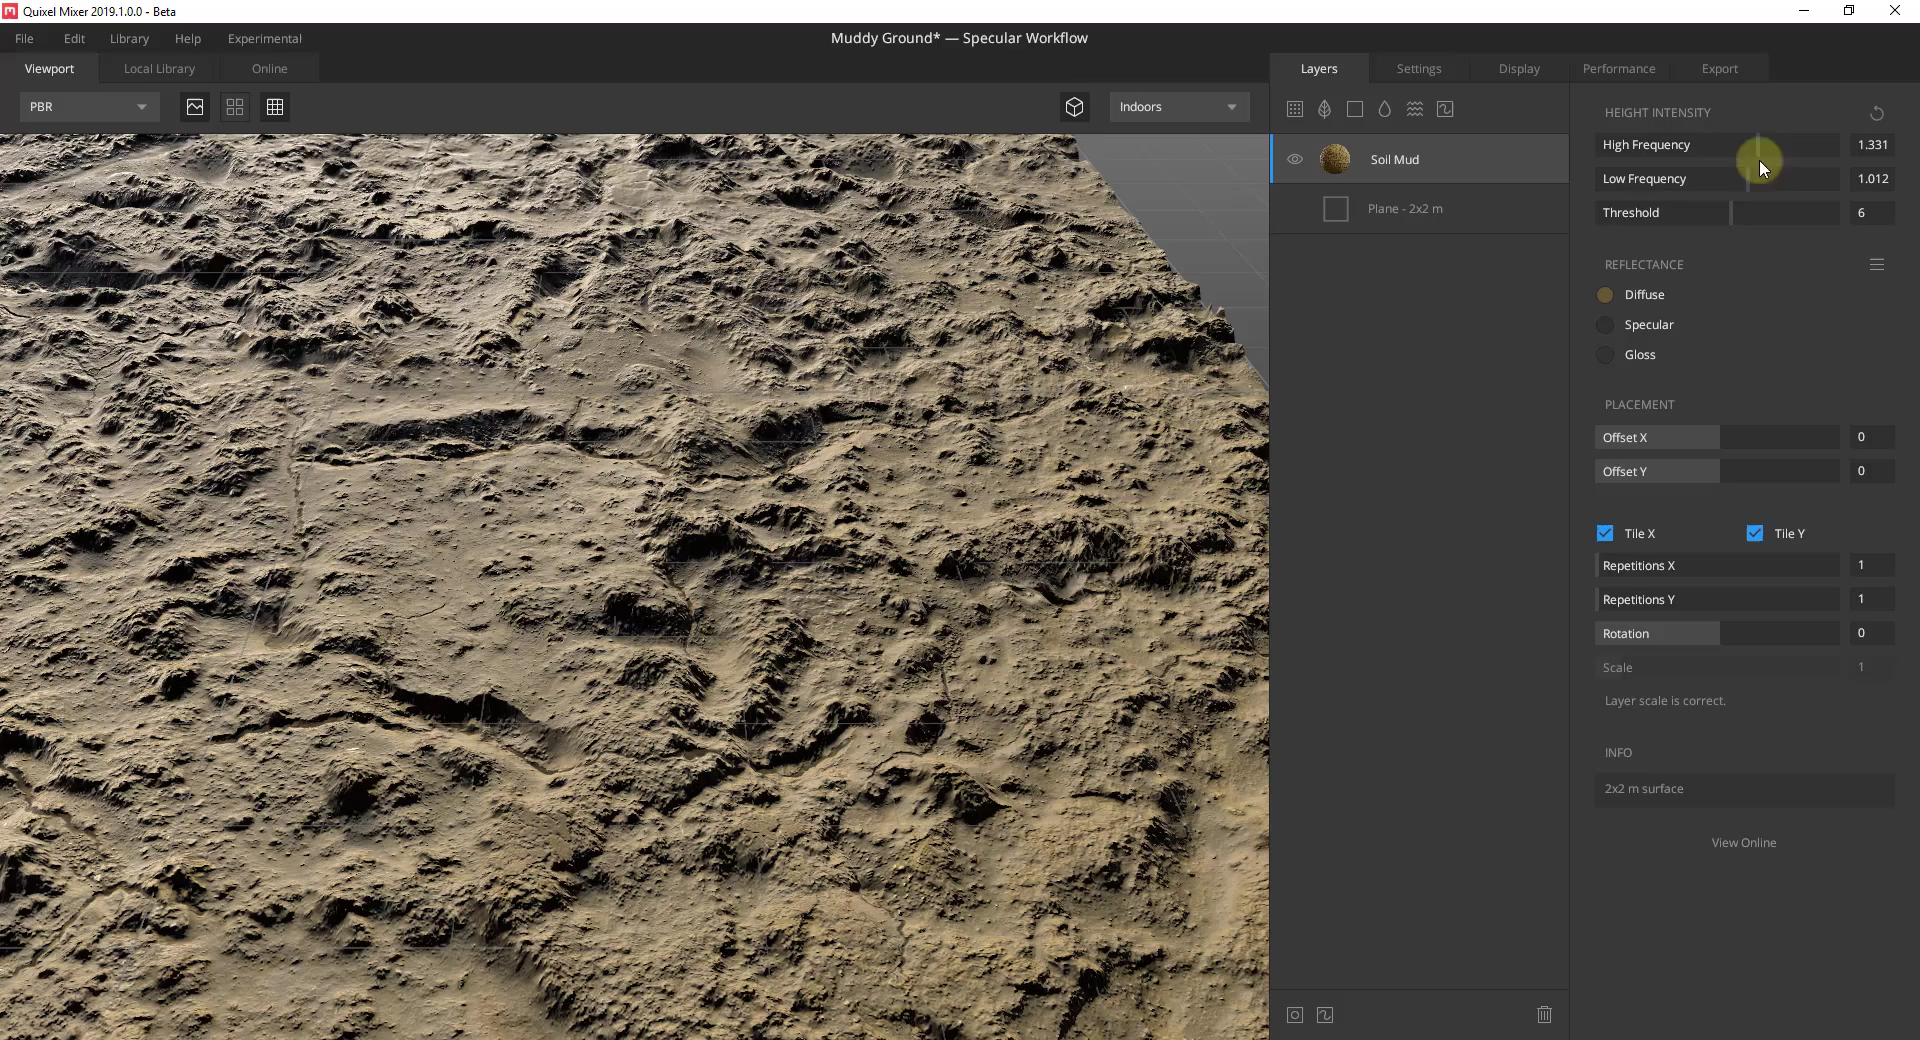 Quixel Mixer 2019.1.0.0 - Beta
File Edit Library Help Experimental
Muddy Ground* — Specular Workflow
Viewport Local Library Online
Layers Settings Display Performance Export
PBR
Indoors
Soil Mud
Plane - 2x2 m
HEIGHT INTENSITY
High Frequency 1.331
Low Frequency 1.012
Threshold 6
REFLECTANCE
Diffuse
Specular
Gloss
PLACEMENT
Offset X 0
Offset Y 0
Tile X Tile Y
Repetitions X 1
Repetitions Y 1
Rotation 0
Scale 1
Layer scale is correct.
INFO
2x2 m surface
View Online